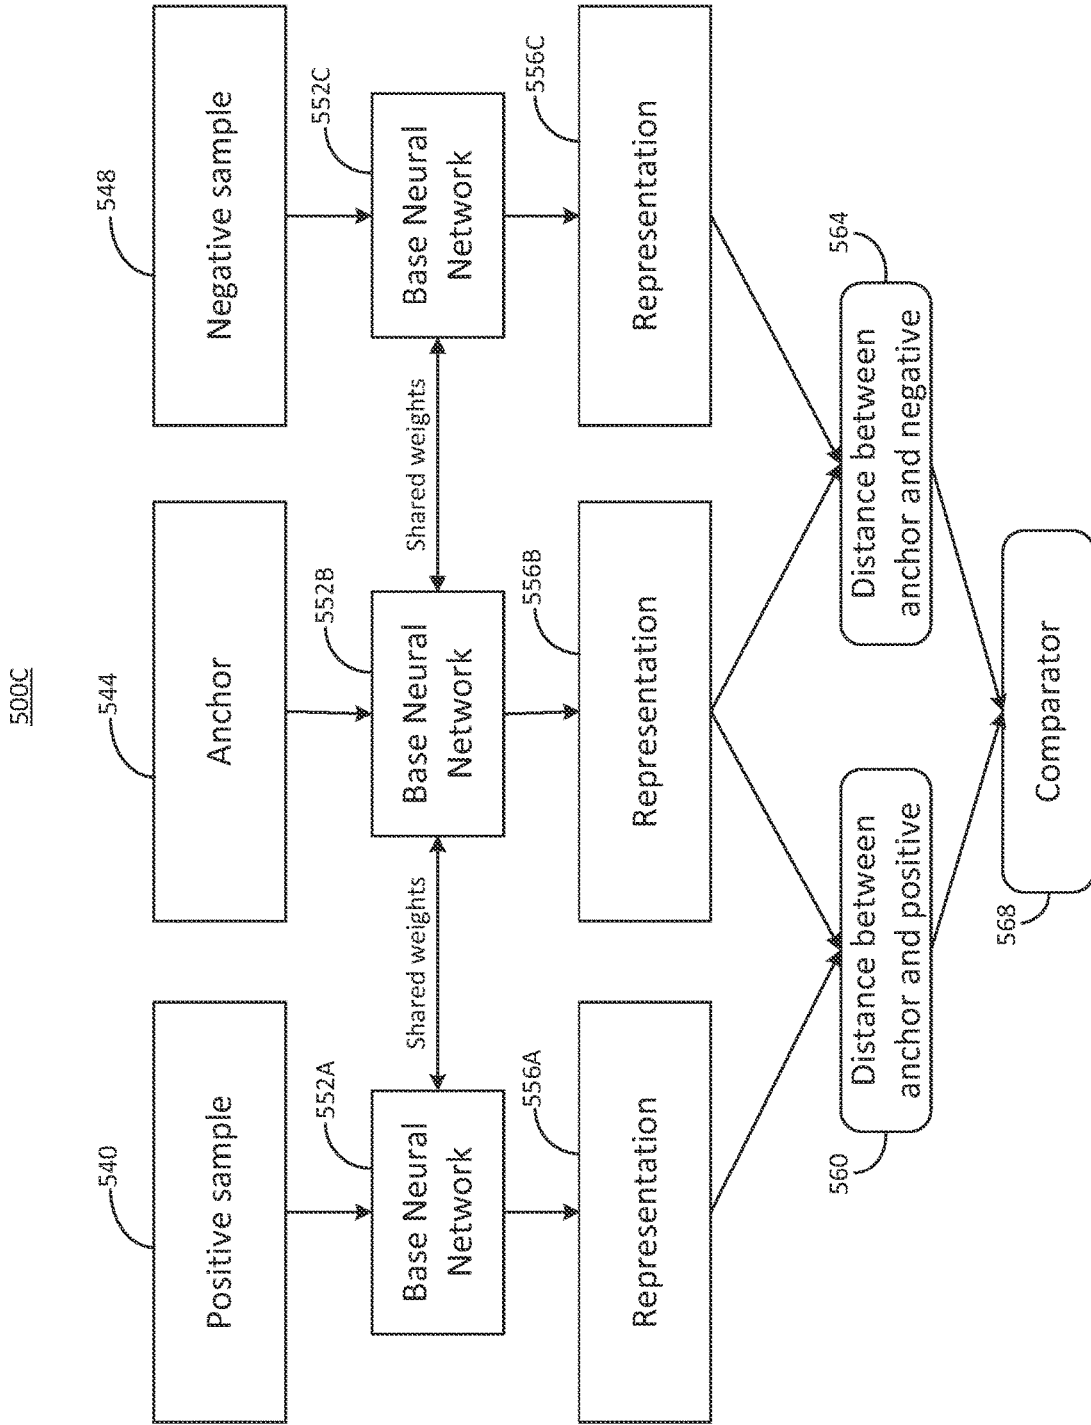 500C
540
544
548
Positive sample
Anchor
Negative sample
552A
552B
552C
Base Neural
Network
Shared weights
Base Neural
Network
Shared weights
Base Neural
Network
556A
556B
556C
Representation
Representation
Representation
Distance between
anchor and positive
560
Distance between
anchor and negative
564
Comparator
568